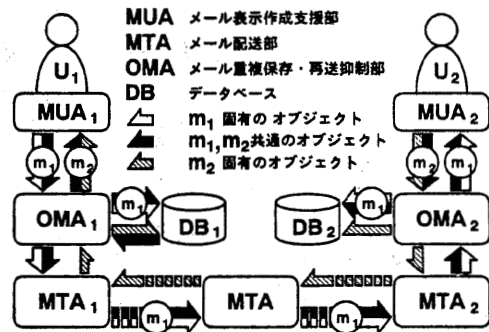 MUA メール表示作成支援部
MTA メール配送部
OMA メール重複保存・再送抑制部
DB データベース
m1 固有の オブジェクト
m1,m2共通のオブジェクト
m2 固有のオブジェクト
U1
U2
MUA1
MUA2
m1
m2
m2
m1
OMA1
m1
DB1
DB2
m1
OMA2
MTA1
m1
MTA
m1
MTA2